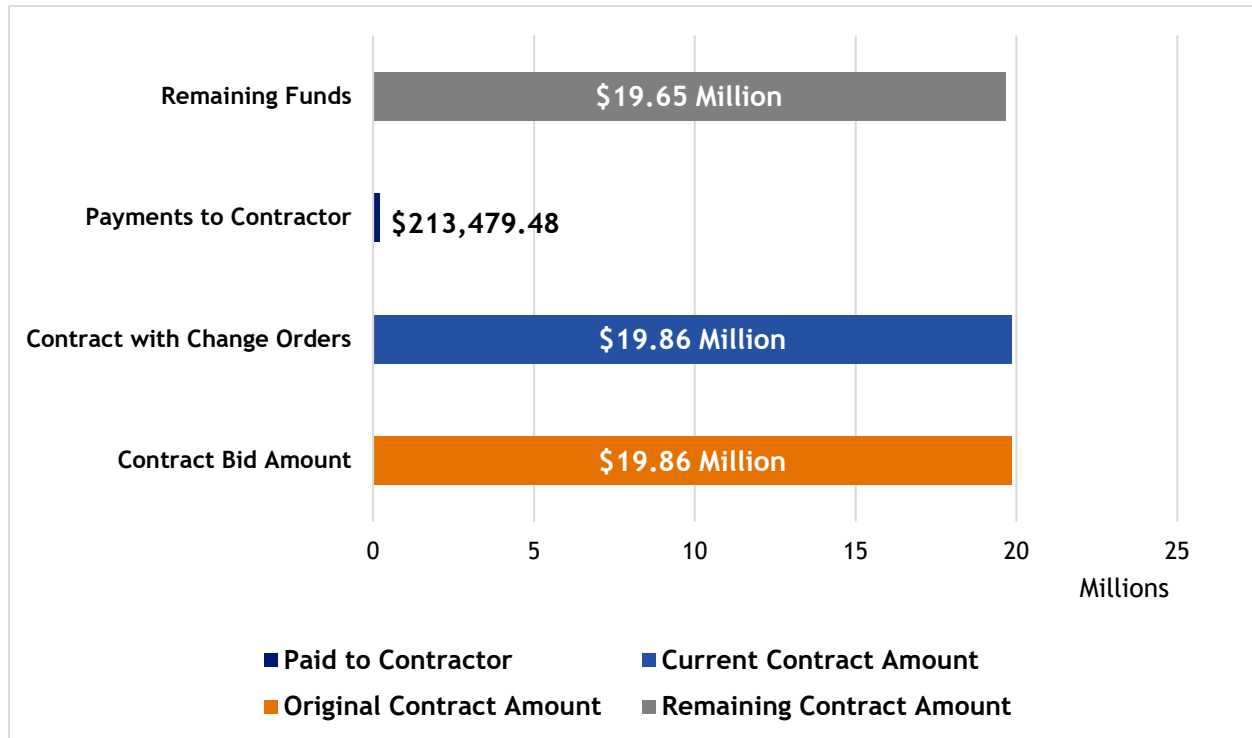 Remaining Funds
$19.65 Million
Payments to Contractor
$213,479.48
Contract with Change Orders
$19.86 Million
Contract Bid Amount
$19.86 Million
0 5 10 15 20 25
Millions
Paid to Contractor Current Contract Amount
Original Contract Amount Remaining Contract Amount